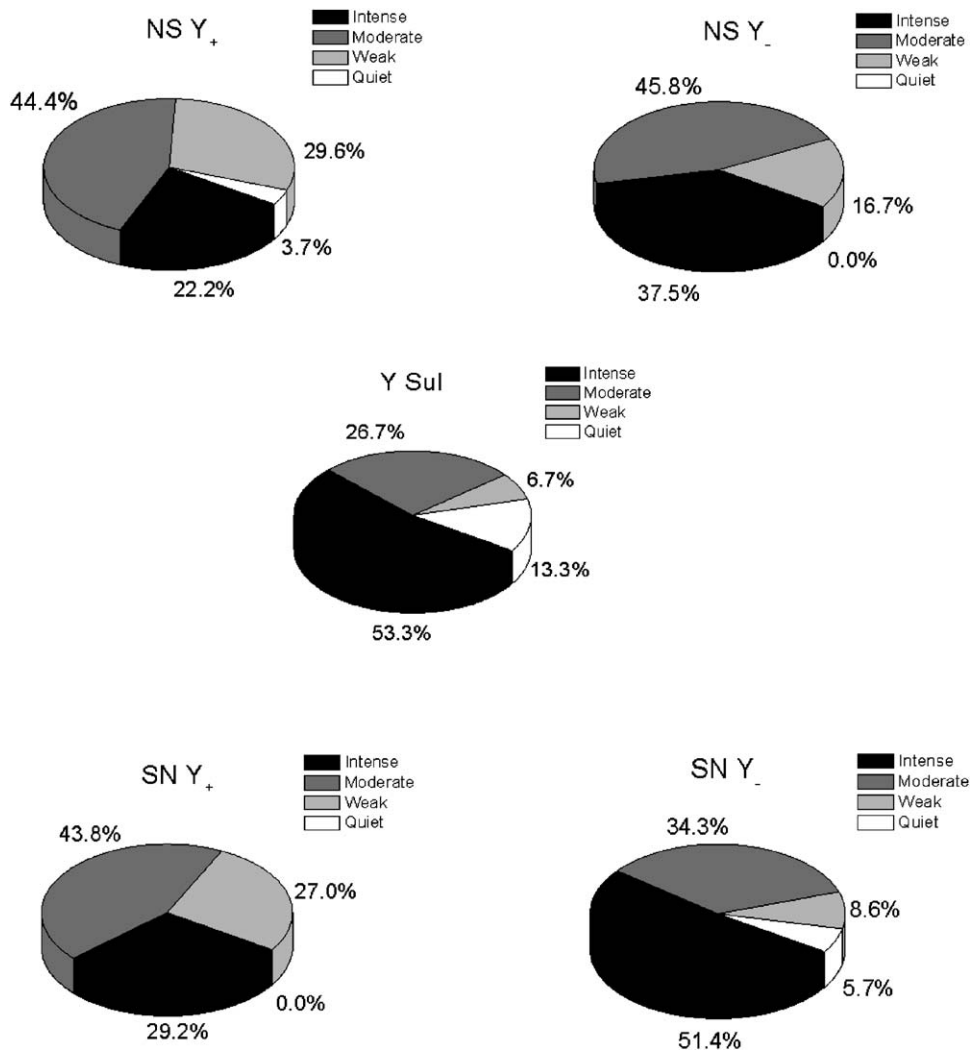 NS Y+
Intense
Moderate
Weak
Quiet
44.4%
29.6%
3.7%
22.2%
NS Y-
Intense
Moderate
Weak
Quiet
45.8%
16.7%
0.0%
37.5%
Y Sul
Intense
Moderate
Weak
Quiet
26.7%
6.7%
13.3%
53.3%
SN Y+
Intense
Moderate
Weak
Quiet
43.8%
27.0%
0.0%
29.2%
SN Y-
Intense
Moderate
Weak
Quiet
34.3%
8.6%
5.7%
51.4%